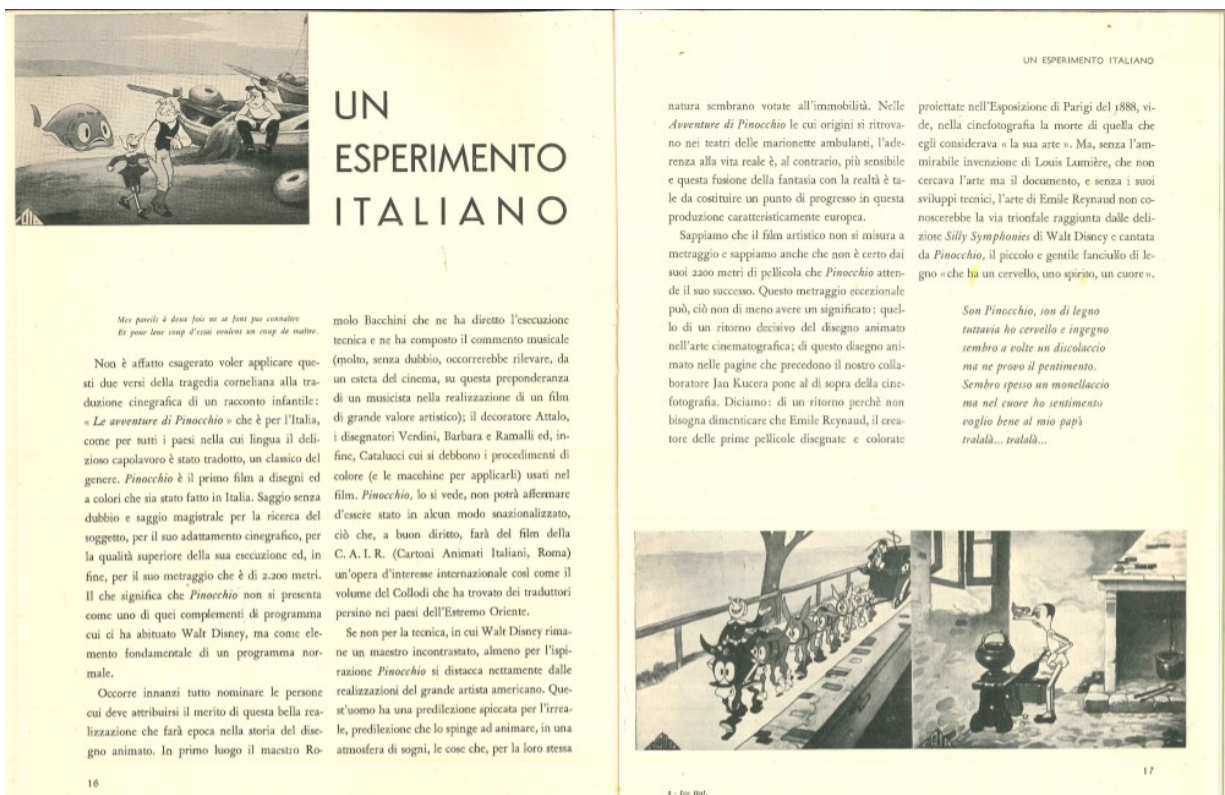 UN
ESPERIMENTO
ITALIANO
Mes pareils à deux fois ne se font pas connaître
Et pour leur coup d'essai veulent un coup de maître.
Non è affatto esagerato voler applicare que-
sti due versi della tragedia corneliana alla tra-
duzione cinegrafica di un racconto infantile:
« Le avventure di Pinocchio » che è per l'Italia,
come per tutti i paesi nella cui lingua il deli-
zioso capolavoro è stato tradotto, un classico del
genere. Pinocchio è il primo film a disegni ed
a colori che sia stato fatto in Italia. Saggio senza
dubbio e saggio magistrale per la ricerca del
soggetto, per il suo adattamento cinegrafico, per
la qualità superiore della sua esecuzione ed, in
fine, per il suo metraggio che è di 2.200 metri.
Il che significa che Pinocchio non si presenta
come uno di quei complementi di programma
cui ci ha abituato Walt Disney, ma come ele-
mento fondamentale di un programma nor-
male.
Occorre innanzi tutto nominare le persone
cui deve attribuirsi il merito di questa bella rea-
lizzazione che farà epoca nella storia del dise-
gno animato. In primo luogo il maestro Ro-
molo Bacchini che ne ha diretto l'esecuzione
tecnica e ne ha composto il commento musicale
(molto, senza dubbio, occorrerebbe rilevare, da
un esteta del cinema, su questa preponderanza
di un musicista nella realizzazione di un film
di grande valore artistico); il decoratore Attalo,
i disegnatori Verdini, Barbara e Ramalli ed, in-
fine, Catalucci cui si debbono i procedimenti di
colore (e le macchine per applicarli) usati nel
film. Pinocchio, lo si vede, non potrà affermare
d'essere stato in alcun modo snazionalizzato,
ciò che, a buon diritto, farà del film della
C. A. I. R. (Cartoni Animati Italiani, Roma)
un'opera d'interesse internazionale così come il
volume del Collodi che ha trovato dei traduttori
persino nei paesi dell'Estremo Oriente.
Se non per la tecnica, in cui Walt Disney rima-
ne un maestro incontrastato, almeno per l'ispi-
razione Pinocchio si distacca nettamente dalle
realizzazioni del grande artista americano. Que-
st'uomo ha una predilezione spiccata per l'irrea-
le, predilezione che lo spinge ad animare, in una
atmosfera di sogni, le cose che, per la loro stessa
16
UN ESPERIMENTO ITALIANO
natura sembrano votate all'immobilità. Nelle
Avventure di Pinocchio le cui origini si ritrova-
no nei teatri delle marionette ambulanti, l'ade-
renza alla vita reale è, al contrario, più sensibile
e questa fusione della fantasia con la realtà è ta-
le da costituire un punto di progresso in questa
produzione caratteristicamente europea.
Sappiamo che il film artistico non si misura a
metraggio e sappiamo anche che non è certo dai
suoi 2200 metri di pellicola che Pinocchio atten-
de il suo successo. Questo metraggio eccezionale
può, ciò non di meno avere un significato: quel-
lo di un ritorno decisivo del disegno animato
nell'arte cinematografica; di questo disegno ani-
mato nelle pagine che precedono il nostro colla-
boratore Jan Kucera pone al di sopra della cine-
fotografia. Diciamo: di un ritorno perchè non
bisogna dimenticare che Emile Reynaud, il crea-
tore delle prime pellicole disegnate e colorate
proiettate nell'Esposizione di Parigi del 1888, vi-
de, nella cinefotografia la morte di quella che
egli considerava « la sua arte ». Ma, senza l'am-
mirabile invenzione di Louis Lumière, che non
cercava l'arte ma il documento, e senza i suoi
sviluppi tecnici, l'arte di Emile Reynaud non co-
noscerebbe la via trionfale raggiunta dalle deli-
ziose Silly Symphonies di Walt Disney e cantata
da Pinocchio, il piccolo e gentile fanciullo di le-
gno «che ha un cervello, uno spirito, un cuore».
Son Pinocchio, son di legno
tuttavia ho cervello e ingegno
sembro a volte un discolaccio
ma ne provo il pentimento.
Sembro spesso un monellaccio
ma nel cuore ho sentimento
voglio bene al mio papà
tralalà... tralalà...
17